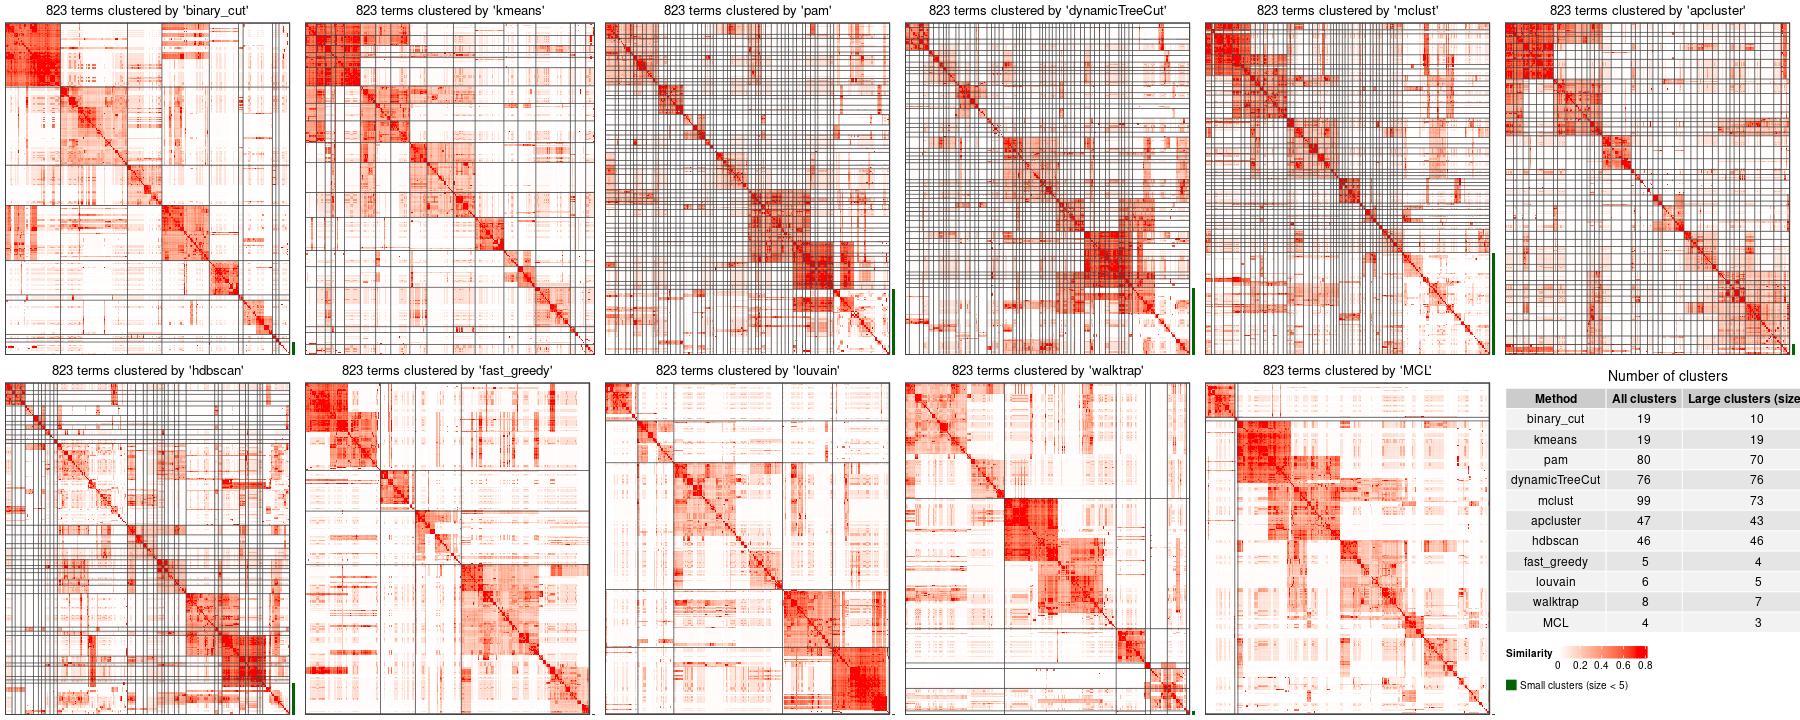 823 terms clustered by 'binary_cut'
823 terms clustered by 'kmeans'
823 terms clustered by 'pam'
823 terms clustered by 'dynamicTreeCut'
823 terms clustered by 'mclust'
823 terms clustered by 'apcluster'
823 terms clustered by 'hdbscan'
823 terms clustered by 'fast_greedy'
823 terms clustered by 'louvain'
823 terms clustered by 'walktrap'
823 terms clustered by 'MCL'
Number of clusters
Method All clusters Large clusters (size
binary_cut 19 10
kmeans 19 19
pam 80 70
dynamicTreeCut 76 76
mclust 99 73
apcluster 47 43
hdbscan 46 46
fast_greedy 5 4
louvain 6 5
walktrap 8 7
MCL 4 3
Similarity
0 0.2 0.4 0.6 0.8
Small clusters (size < 5)